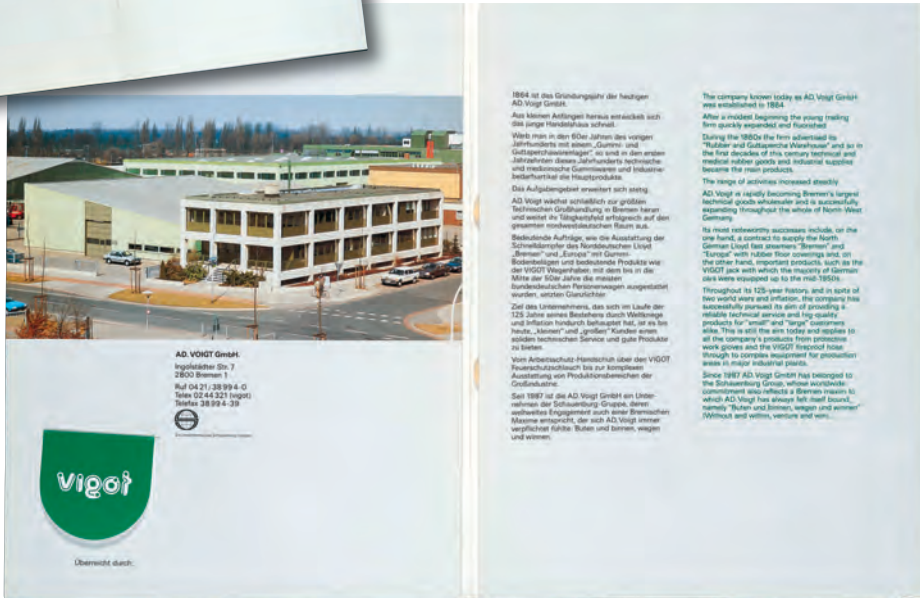 AD. VOIGT GmbH.
Ingolstädter Str. 7
2800 Bremen 1
Ruf 04 21 / 3 89 94-0
Telex 02 44 321 (vigot)
Telefax 3 89 94-39
vigot
Überreicht durch:
1864 ist das Gründungsjahr der heutigen
AD. Voigt GmbH.
Aus kleinen Anfängen heraus entwickelt sich
das junge Handelshaus schnell.
Warb man in den 60er Jahren des vorigen
Jahrhunderts mit einem „Gummi- und
Guttaperchawarenlager", so sind in den ersten
Jahrzehnten dieses Jahrhunderts technische
und medizinische Gummiwaren und Industrie-
bedarfsartikel die Hauptprodukte.
Das Aufgabengebiet erweitert sich stetig.
AD. Voigt wächst schließlich zur größten
Technischen Großhandlung in Bremen heran
und weitet ihr Tätigkeitsfeld erfolgreich auf den
gesamten nordwestdeutschen Raum aus.
Bedeutende Aufträge, wie die Ausstattung der
Schnelldampfer des Norddeutschen Lloyd
„Bremen" und „Europa" mit Gummi-
Bodenbelägen und bedeutende Produkte wie
der VIGOT Wagenheber, mit dem bis in die
Mitte der 50er Jahre die meisten
bundesdeutschen Personenwagen ausgestattet
wurden, setzten Glanzlichter.
Ziel des Unternehmens, das sich im Laufe der
125 Jahre seines Bestehens durch Weltkriege
und Inflation hindurch behauptet hat, ist es bis
heute, „kleinen" und „großen" Kunden einen
soliden technischen Service und gute Produkte
zu bieten.
Vom Arbeitsschutz-Handschuh über den VIGOT
Feuerschutzschlauch bis zur kompletten
Ausstattung von Produktionsbereichen der
Großindustrie.
Seit 1987 ist die AD. Voigt GmbH ein Unter-
nehmen der Schauenburg-Gruppe, deren
weltweites Engagement auch einer Bremischen
Maxime entspricht, der sich AD. Voigt immer
verpflichtet fühlte: Buten und binnen, wagen
und winnen.
The company known today as AD. Voigt GmbH
was established in 1864.
After a modest beginning the young trading
firm quickly expanded and flourished.
During the 1860s the firm advertised its
"Rubber and Guttaperche Warehouse" and so in
the first decades of this century technical and
medical rubber goods and industrial supplies
became the main products.
The range of activities increased steadily.
AD. Voigt is rapidly becoming Bremen's largest
technical goods wholesaler and is successfully
expanding throughout the whole of North West
Germany.
Its most noteworthy successes include, on the
one hand, a contract to supply the North
German Lloyd fast steamers "Bremen" and
"Europa" with rubber floor coverings and, on
the other hand, important products, such as the
VIGOT jack with which the majority of German
cars were equipped up to the mid-1950s.
Throughout its 125-year history, and in spite of
two world wars and inflation, the company has
successfully pursued its aim of providing a
reliable technical service and hig quality
products for "small" and "large" customers
alike. This is still the aim today and applies to
all the company's products from protective
work gloves and the VIGOT fireproof hose
through to complex equipment for production
areas in major industrial plants.
Since 1987 AD. Voigt GmbH has belonged to
the Schauenburg Group, whose worldwide
commitment also reflects a Bremen maxim to
which AD. Voigt has always felt itself bound,
namely "Buten und binnen, wagen und winnen"
(Without and within, venture and win).